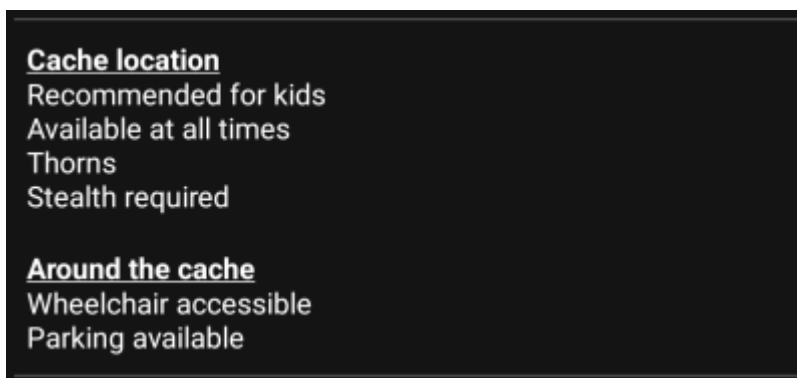 Cache location
Recommended for kids
Available at all times
Thorns
Stealth required
Around the cache
Wheelchair accessible
Parking available